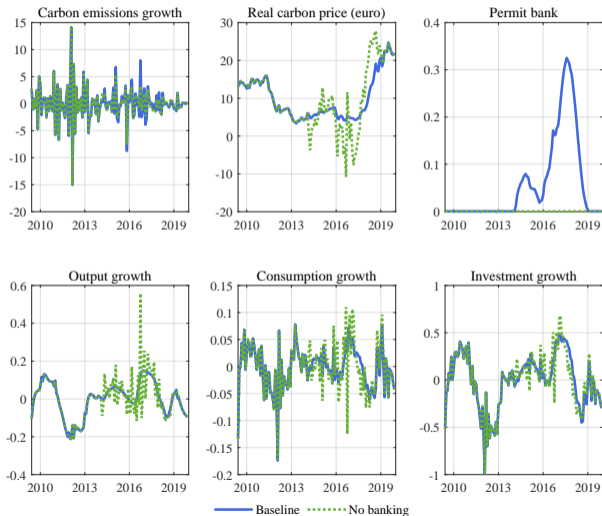 Carbon emissions growth
Real carbon price (euro)
Permit bank
15
10
5
0
-5
-10
-15
-20
2010 2013 2016 2019
30
20
10
0
-10
-20
2010 2013 2016 2019
0.4
0.3
0.2
0.1
0
2010 2013 2016 2019
Output growth
Consumption growth
Investment growth
0.6
0.4
0.2
0
-0.2
-0.4
2010 2013 2016 2019
0.15
0.1
0.05
0
-0.05
-0.1
-0.15
-0.2
2010 2013 2016 2019
1
0.5
0
-0.5
-1
2010 2013 2016 2019
Baseline No banking